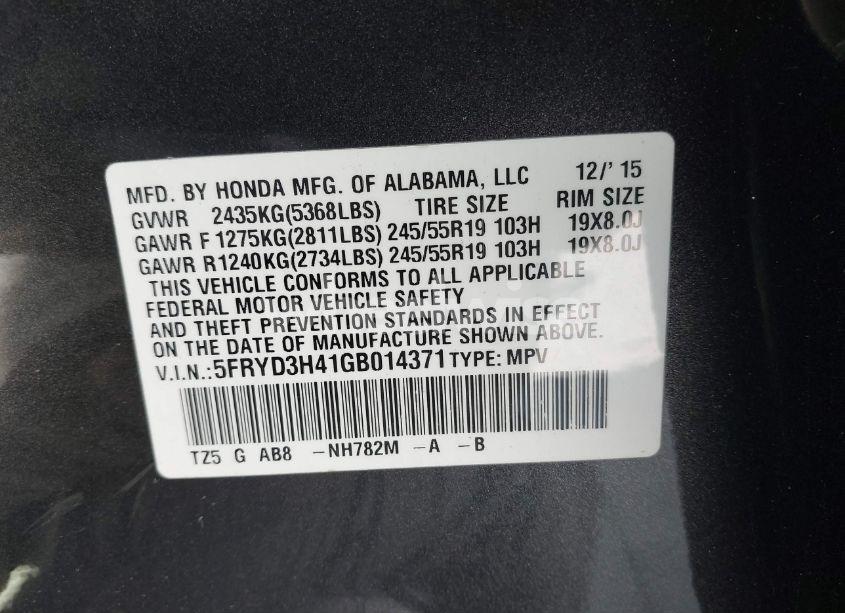 MFD. BY HONDA MFG. OF ALABAMA, LLC 12/' 15
GVWR 2435KG(5368LBS) TIRE SIZE RIM SIZE
GAWR F 1275KG(2811LBS) 245/55R19 103H 19X8.0J
GAWR R1240KG(2734LBS) 245/55R19 103H 19X8.0J
THIS VEHICLE CONFORMS TO ALL APPLICABLE
FEDERAL MOTOR VEHICLE SAFETY
AND THEFT PREVENTION STANDARDS IN EFFECT
ON THE DATE OF MANUFACTURE SHOWN ABOVE.
V.I.N.:5FRYD3H41GB014371 TYPE: MPV
TZ5 G AB8 -NH782M -A -B